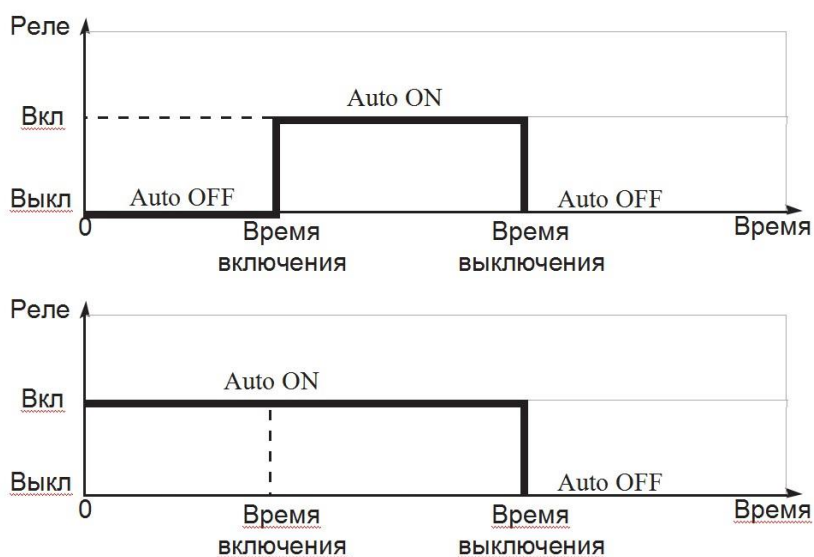 Реле
Auto ON
Вкл
Auto OFF
Выкл
Auto OFF
0
Время включения
Время выключения
Время
Реле
Auto ON
Вкл
Auto OFF
Выкл
0
Время включения
Время выключения
Время